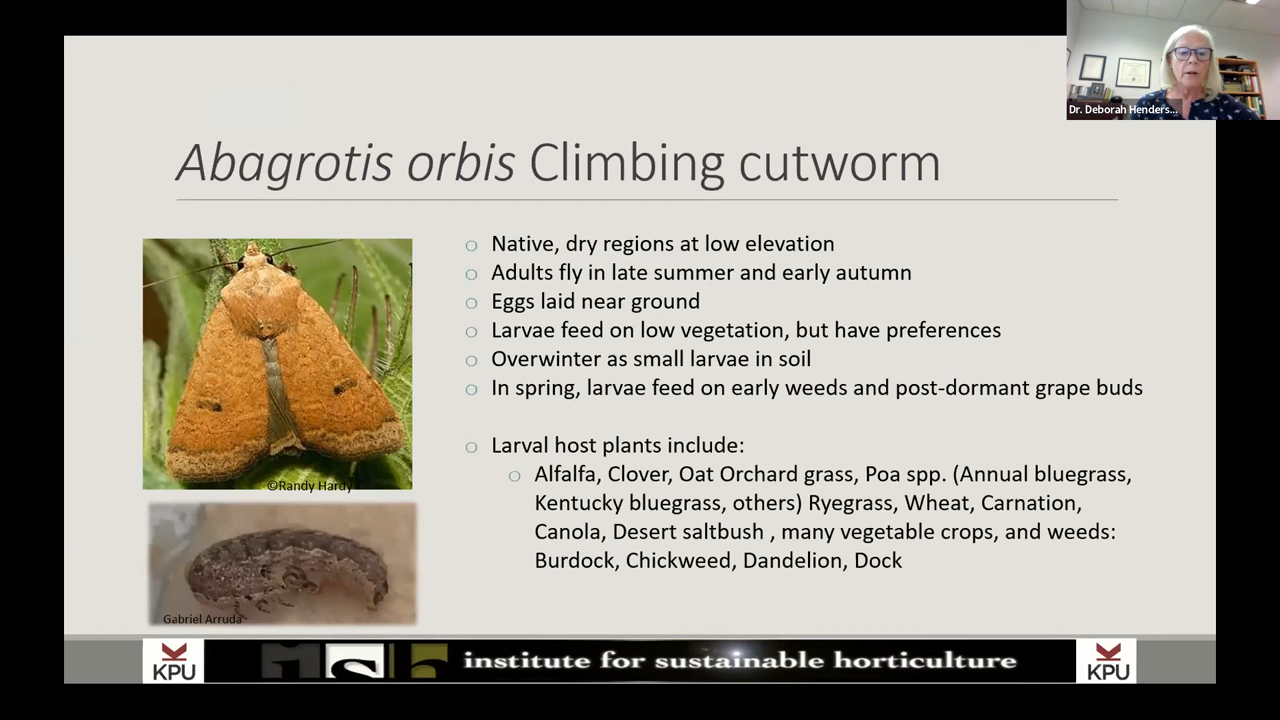 Dr. Deborah Henders...
Abagrotis orbis Climbing cutworm
Native, dry regions at low elevation
Adults fly in late summer and early autumn
Eggs laid near ground
Larvae feed on low vegetation, but have preferences
Overwinter as small larvae in soil
In spring, larvae feed on early weeds and post-dormant grape buds
Larval host plants include:
Alfalfa, Clover, Oat Orchard grass, Poa spp. (Annual bluegrass,
Kentucky bluegrass, others) Ryegrass, Wheat, Carnation,
Canola, Desert saltbush , many vegetable crops, and weeds:
Burdock, Chickweed, Dandelion, Dock
©Randy Hardy
Gabriel Arruda
KPU
ish
institute for sustainable horticulture
KPU